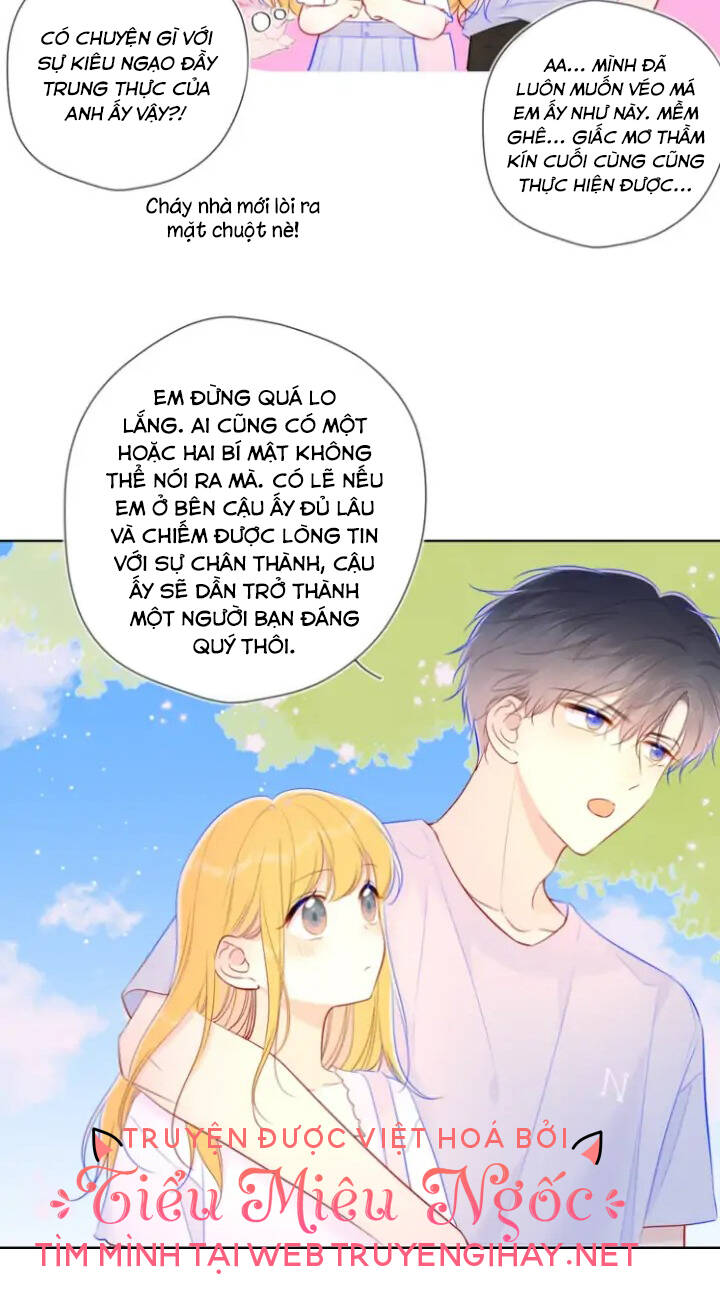 CÓ CHUYỆN GÌ VỚI
SỰ KIÊU NGẠO ĐẦY
TRUNG THỰC CỦA
ANH ẤY VẬY?!
AA... MÌNH ĐÃ
LUÔN MUỐN VÉO MÁ
EM ẤY NHƯ NÀY. MỀM
GHÊ... GIẤC MƠ THẦM
KÍN CUỐI CÙNG CŨNG
THỰC HIỆN ĐƯỢC...
Cháy nhà mới lòi ra
mặt chuột nè!
EM ĐỪNG QUÁ LO
LẮNG. AI CŨNG CÓ MỘT
HOẶC HAI BÍ MẬT KHÔNG
THỂ NÓI RA MÀ. CÓ LẼ NẾU
EM Ở BÊN CẬU ẤY ĐỦ LÂU
VÀ CHIẾM ĐƯỢC LÒNG TIN
VỚI SỰ CHÂN THÀNH, CẬU
ẤY SẼ DẦN TRỞ THÀNH
MỘT NGƯỜI BẠN ĐÁNG
QUÝ THÔI.
N
TRUYỆN ĐƯỢC VIỆT HOÁ BỞI
Tiểu Miêu Ngốc
TÌM MÌNH TẠI WEB TRUYENGIHAY.NET